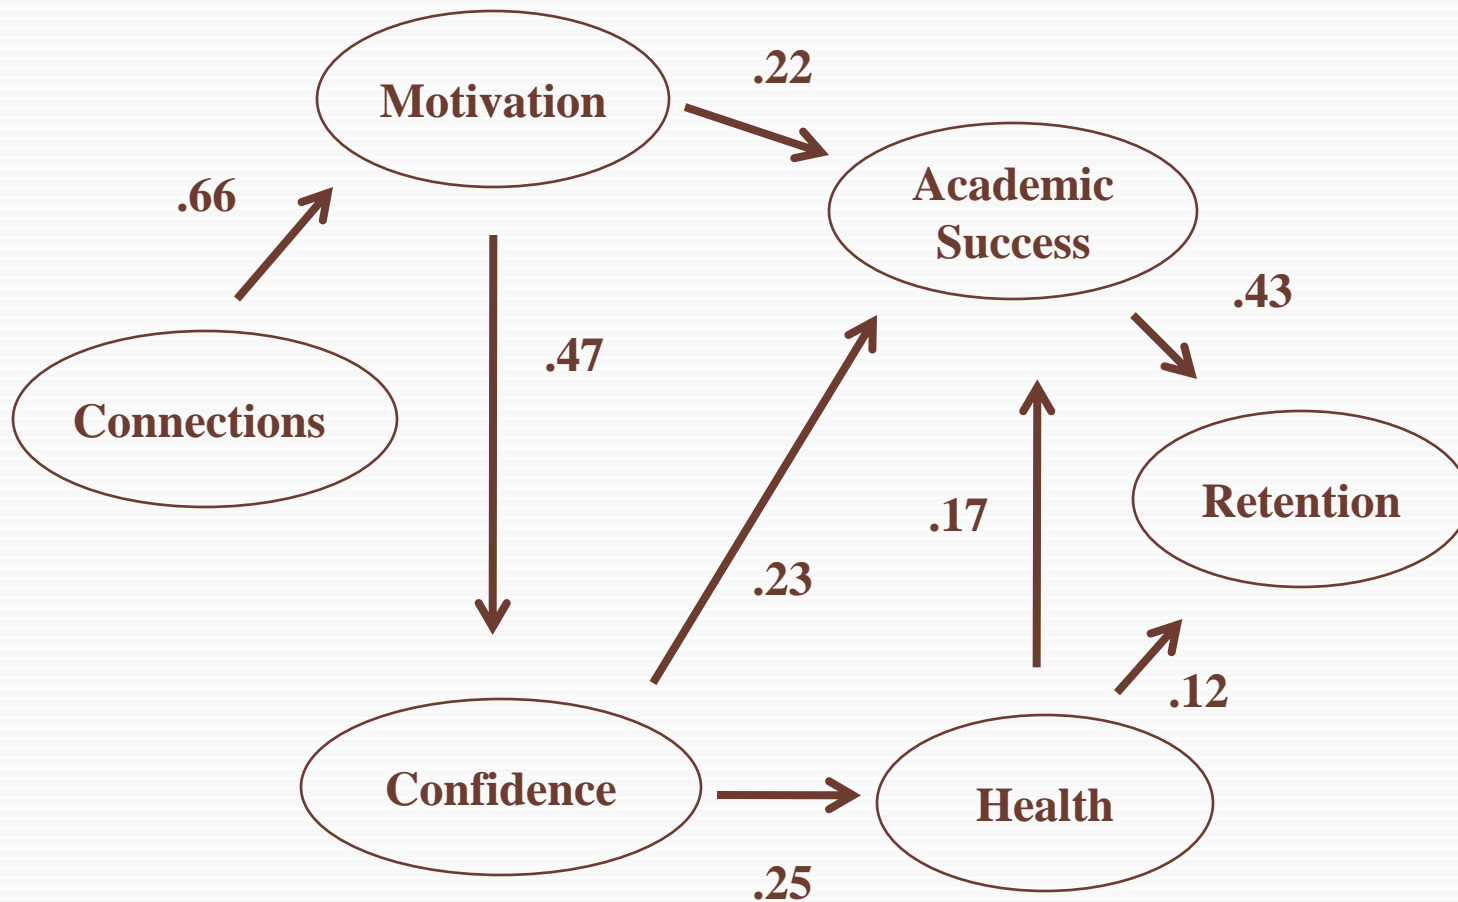 Motivation
.22
Academic
Success
.66
.43
.47
Connections
Retention
.17
.23
.12
Confidence
Health
.25